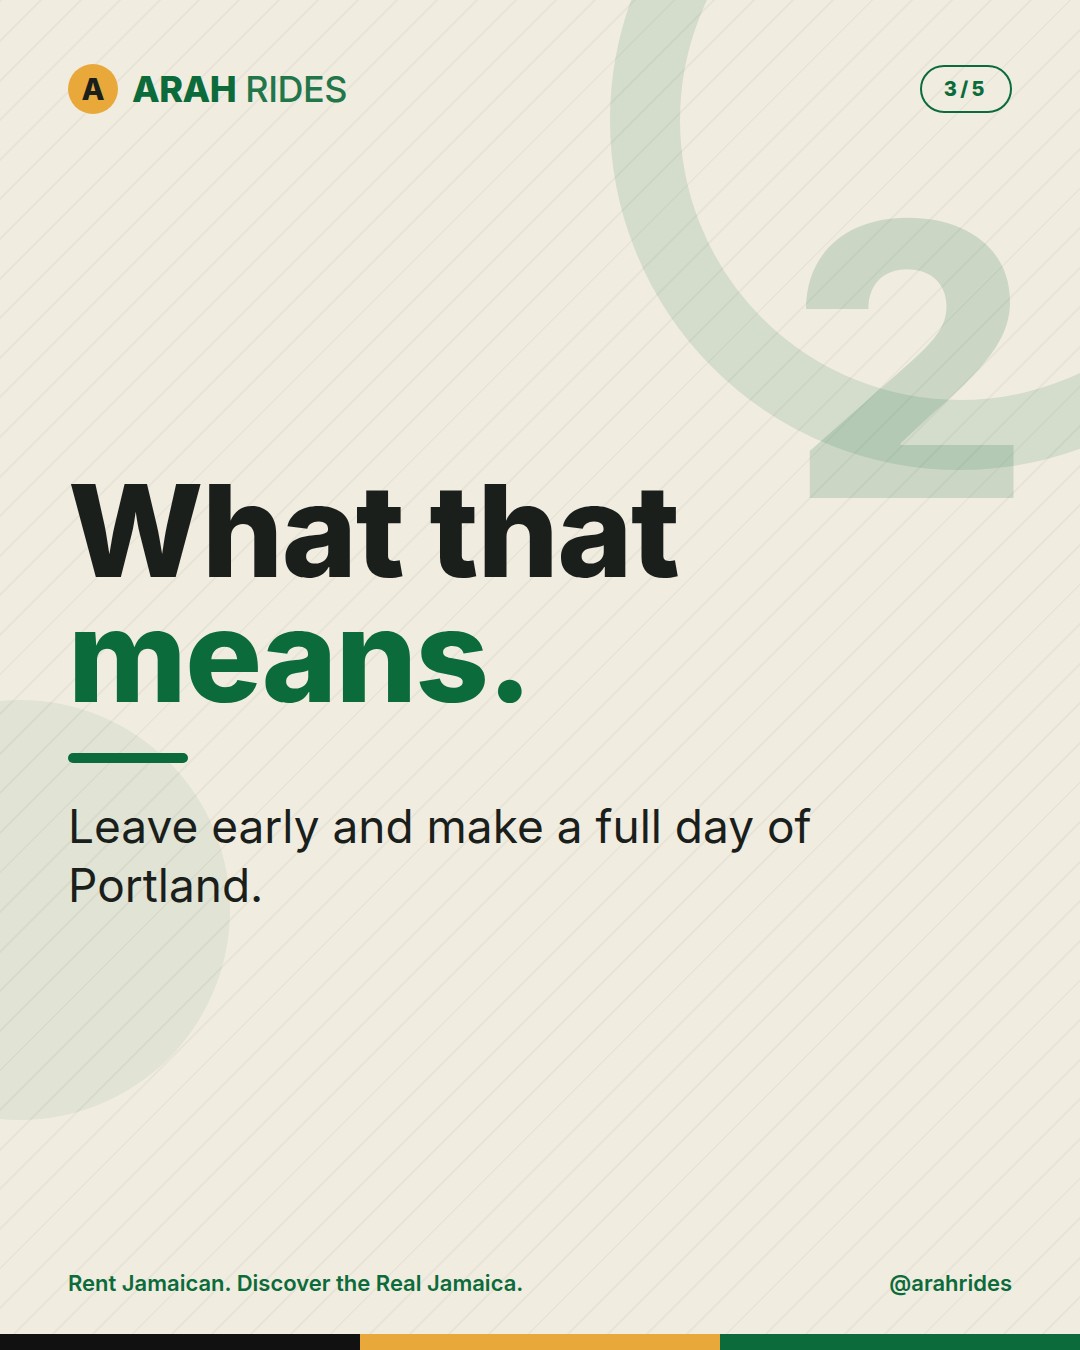 A ARAH RIDES
3/5
2
What that
means.
Leave early and make a full day of
Portland.
Rent Jamaican. Discover the Real Jamaica.
@arahrides